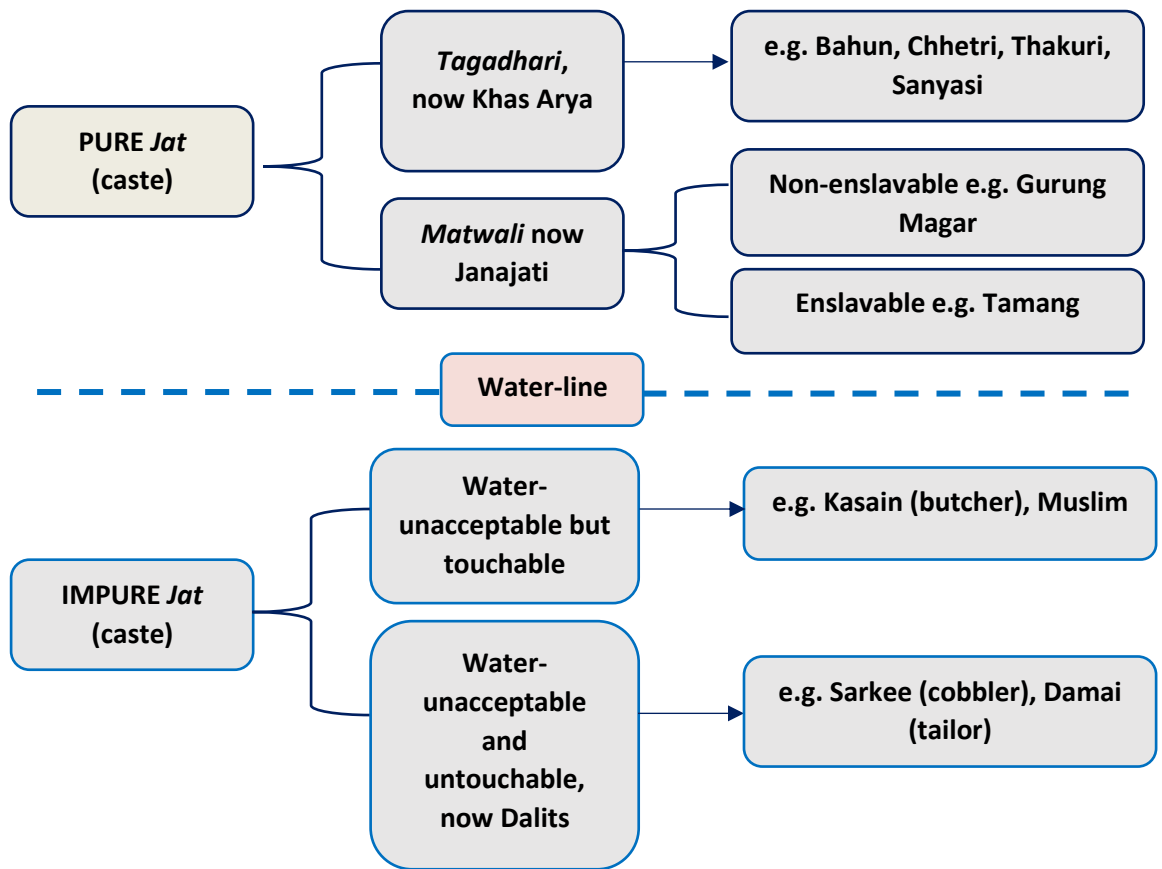 PURE Jat
(caste)
Tagadhari,
now Khas Arya
e.g. Bahun, Chhetri, Thakuri,
Sanyasi
Matwali now
Janajati
Non-enslavable e.g. Gurung
Magar
Enslavable e.g. Tamang
Water-line
IMPURE Jat
(caste)
Water-
unacceptable but
touchable
e.g. Kasain (butcher), Muslim
Water-
unacceptable
and
untouchable,
now Dalits
e.g. Sarkee (cobbler), Damai
(tailor)